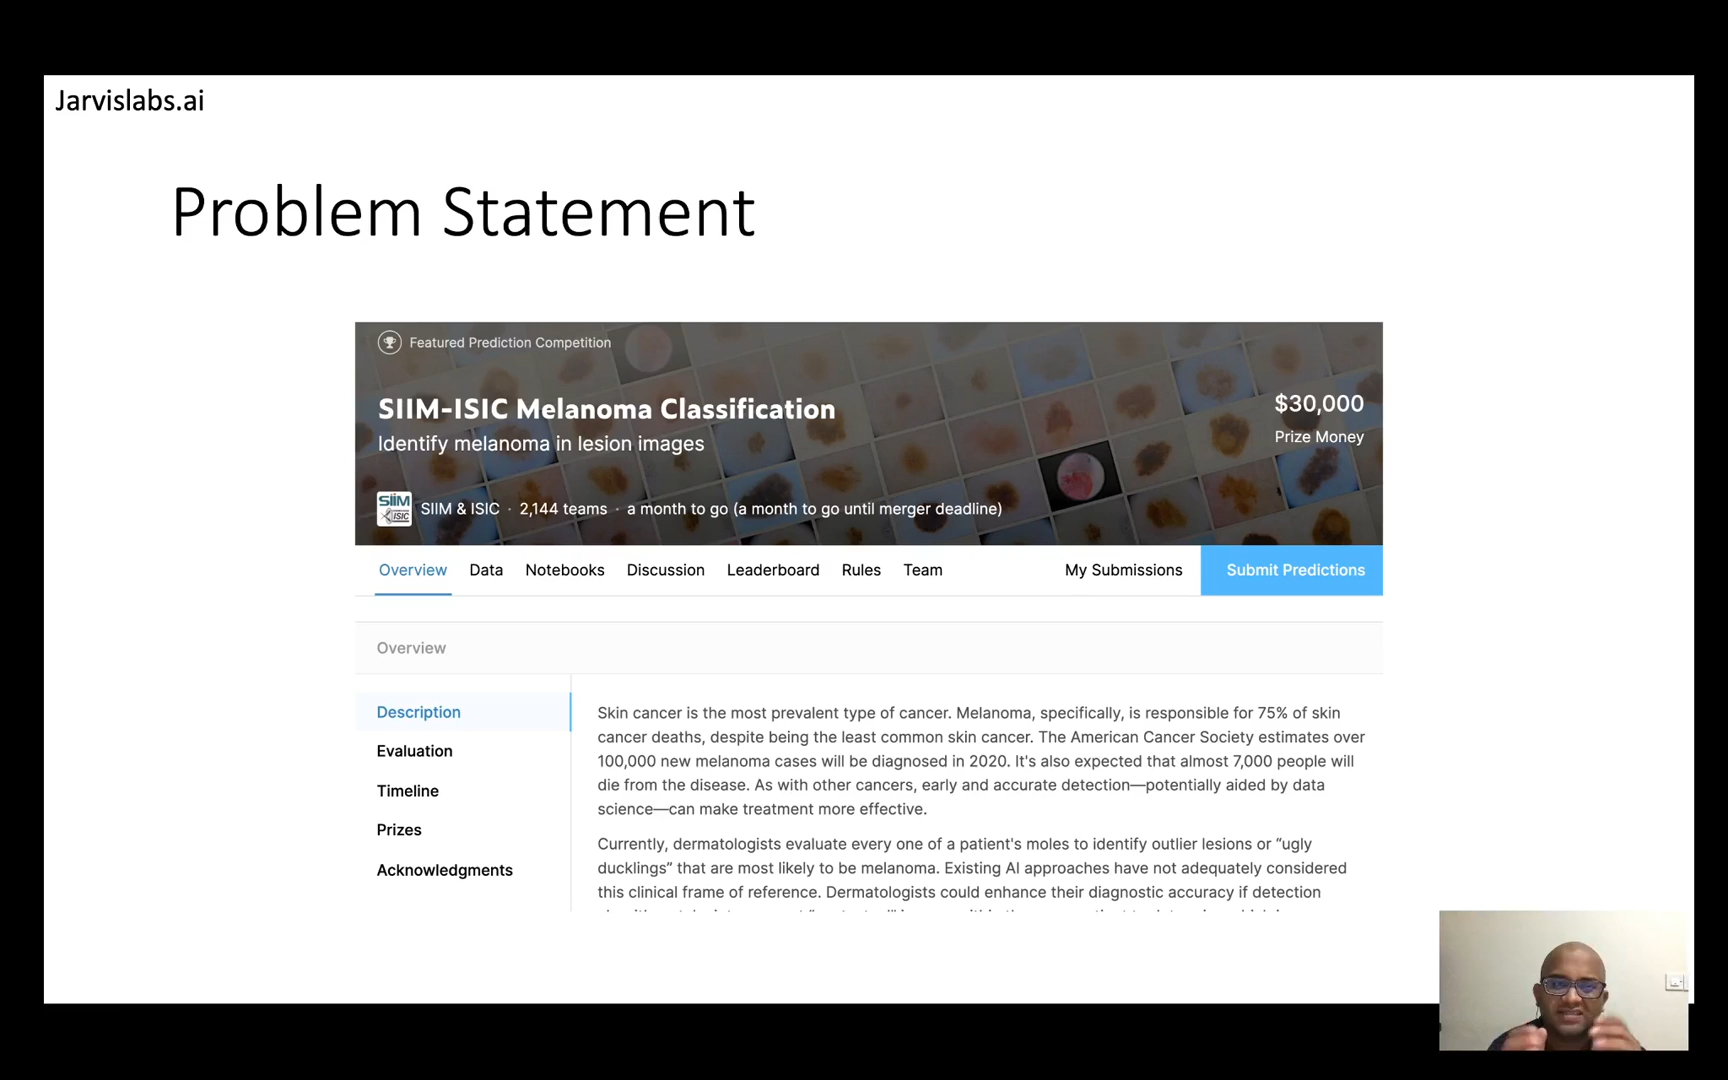 Jarvislabs.ai
Problem Statement
Featured Prediction Competition
SIIM-ISIC Melanoma Classification
Identify melanoma in lesion images
$30,000
Prize Money
SIIM
ISIC
SIIM & ISIC · 2,144 teams · a month to go (a month to go until merger deadline)
Overview Data Notebooks Discussion Leaderboard Rules Team My Submissions Submit Predictions
Overview
Description
Evaluation
Timeline
Prizes
Acknowledgments
Skin cancer is the most prevalent type of cancer. Melanoma, specifically, is responsible for 75% of skin
cancer deaths, despite being the least common skin cancer. The American Cancer Society estimates over
100,000 new melanoma cases will be diagnosed in 2020. It's also expected that almost 7,000 people will
die from the disease. As with other cancers, early and accurate detection—potentially aided by data
science—can make treatment more effective.
Currently, dermatologists evaluate every one of a patient's moles to identify outlier lesions or “ugly
ducklings” that are most likely to be melanoma. Existing AI approaches have not adequately considered
this clinical frame of reference. Dermatologists could enhance their diagnostic accuracy if detection